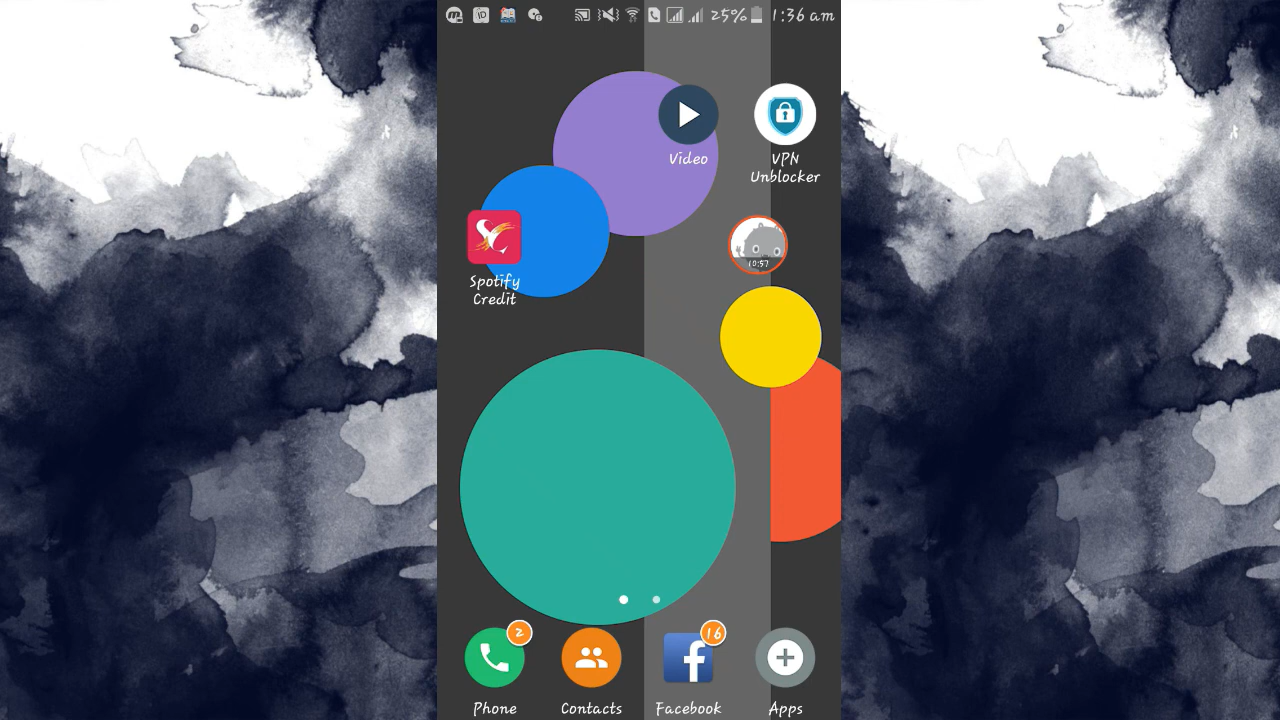 25% 1:36 am
Video
VPN
Unblocker
10:57
Spotify
Credit
2
16
Phone
Contacts
Facebook
Apps